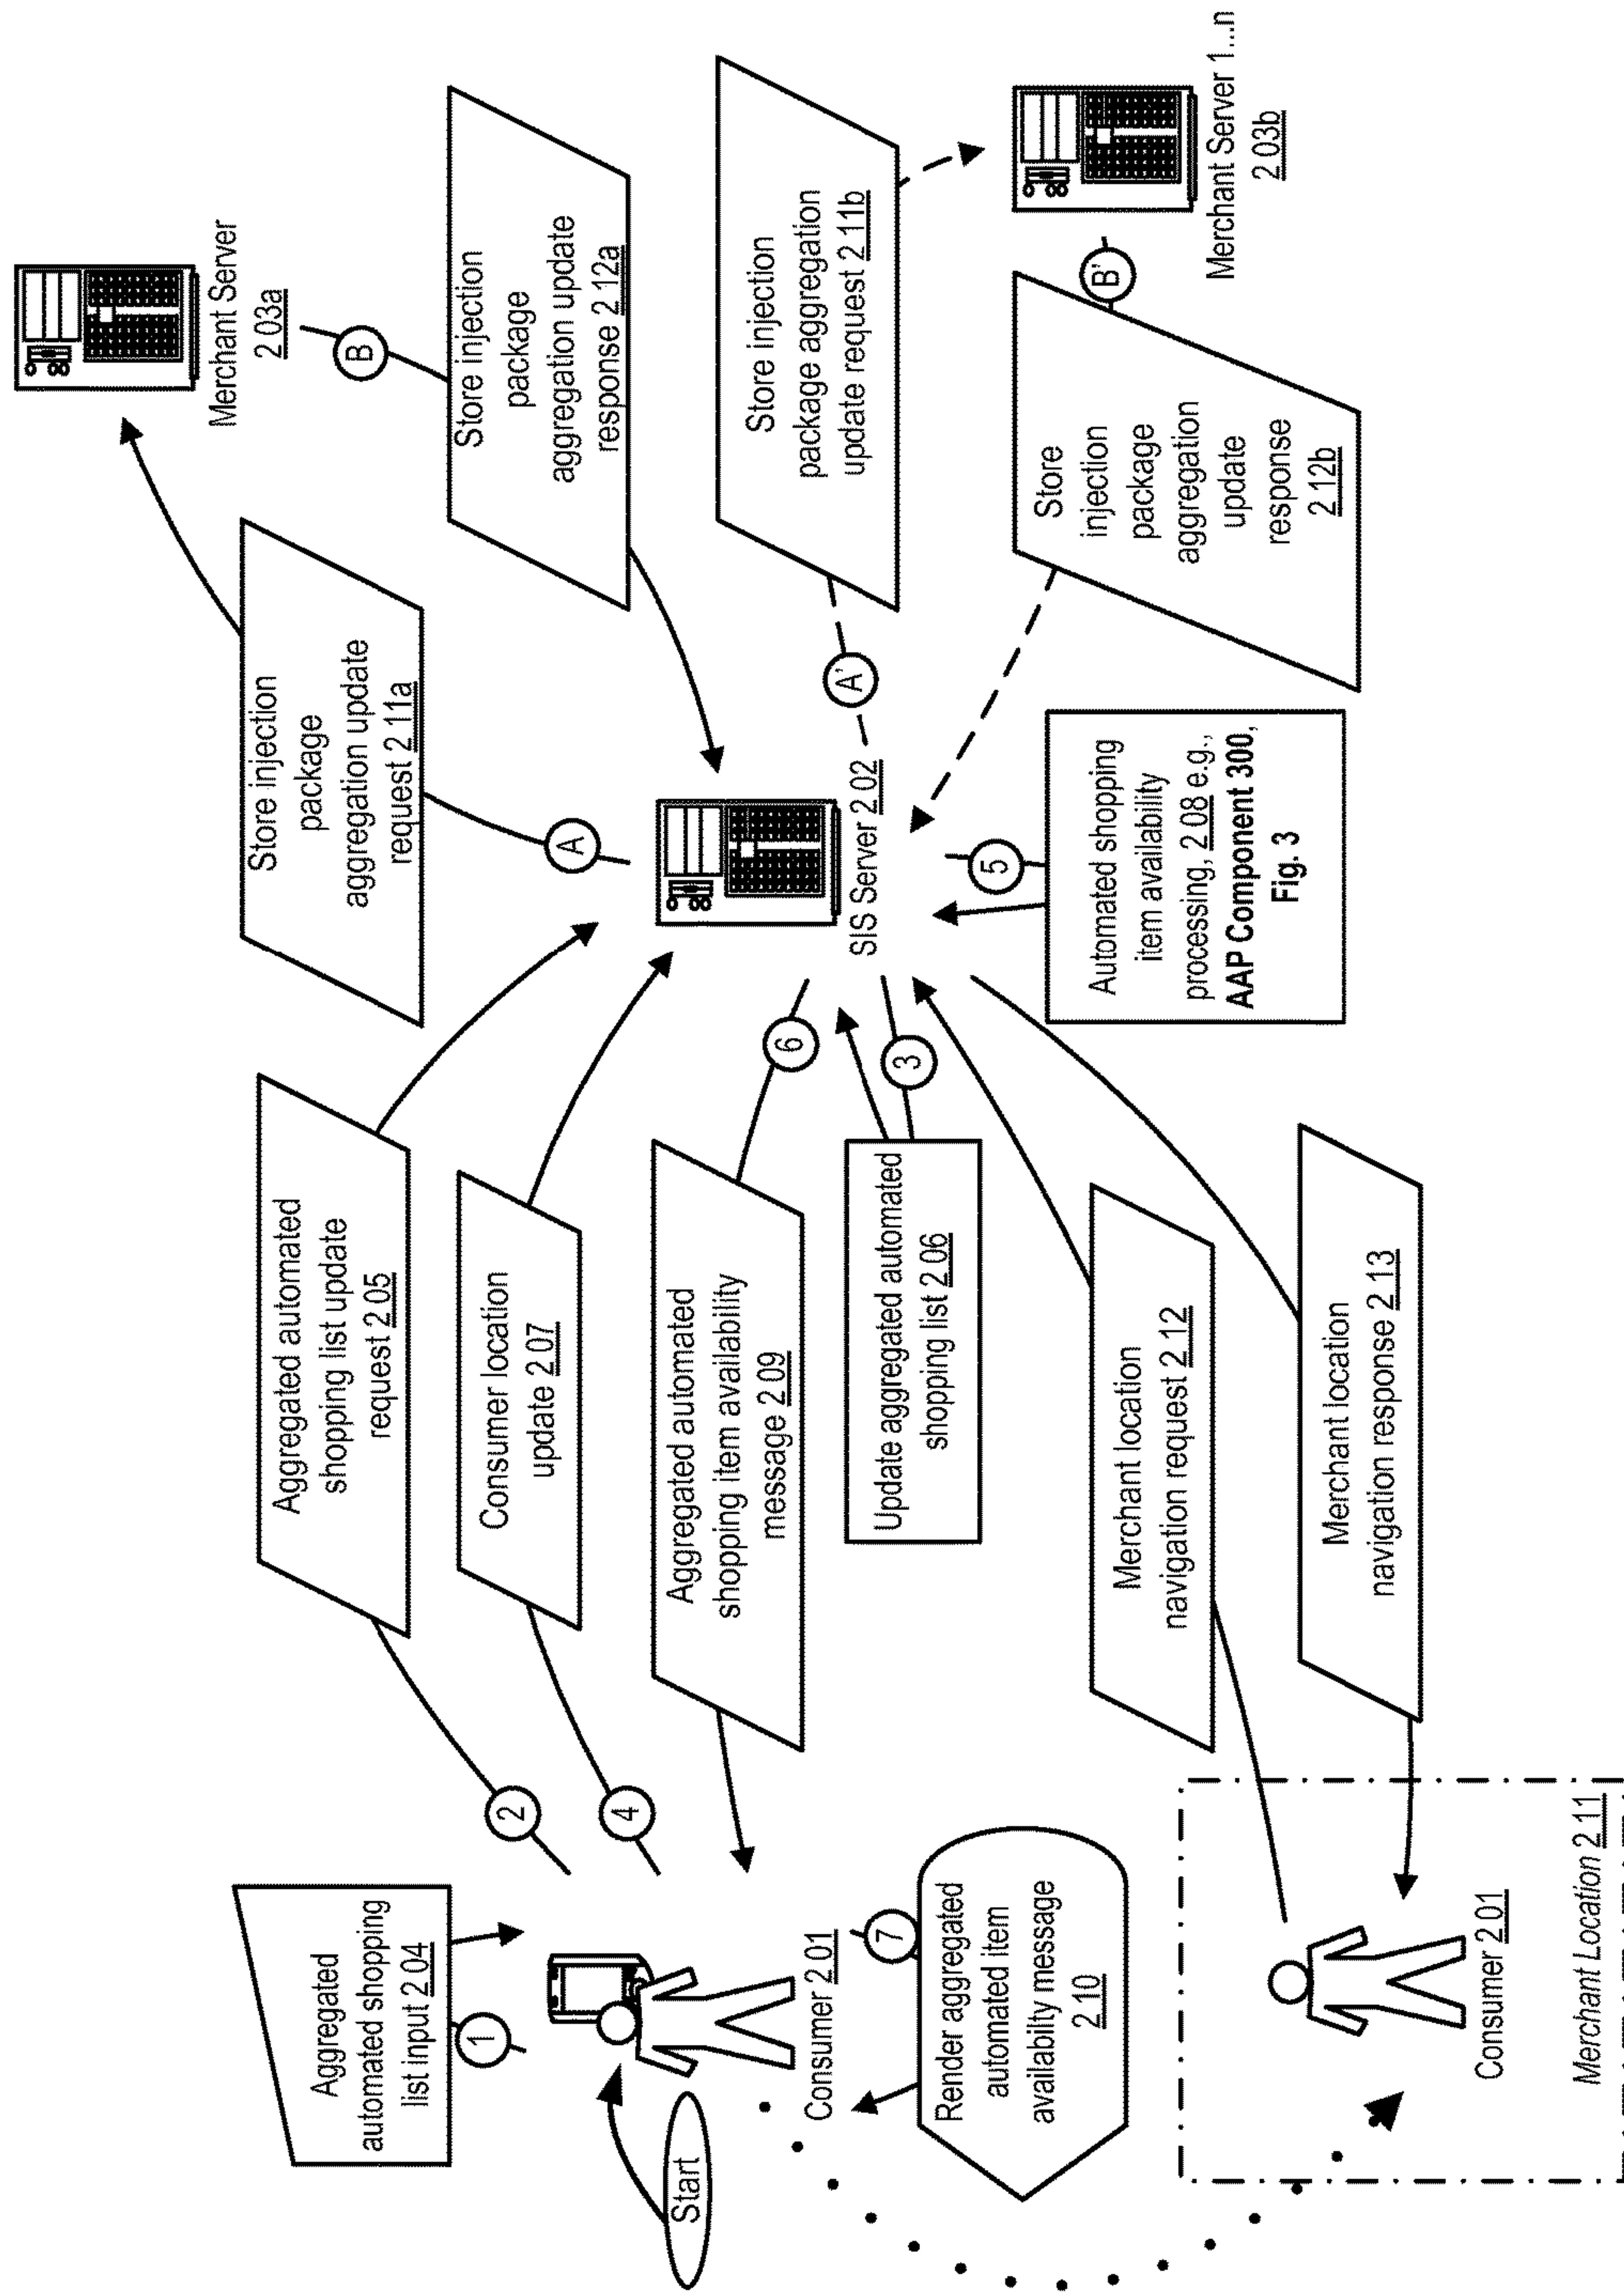 Start
Aggregated
automated shopping
list input 2 04
1
Consumer 2 01
7
Render aggregated
automated item
availability message
2 10
2
Aggregated automated
shopping list update
request 2 05
4
Consumer location
update 2 07
Aggregated automated
shopping item availability
message 2 09
6
Update aggregated automated
shopping list 2 06
3
Merchant location
navigation request 2 12
Merchant location
navigation response 2 13
Consumer 2 01
Merchant Location 2 11
SIS Server 2 02
5
Automated shopping
item availability
processing, 2 08 e.g.,
AAP Component 300,
Fig. 3
A
Store injection
package
aggregation update
request 2 11a
Merchant Server
2 03a
B
Store injection
package
aggregation update
response 2 12a
A'
Store injection
package aggregation
update request 2 11b
Merchant Server 1...n
2 03b
B'
Store
injection
package
aggregation
update
response
2 12b